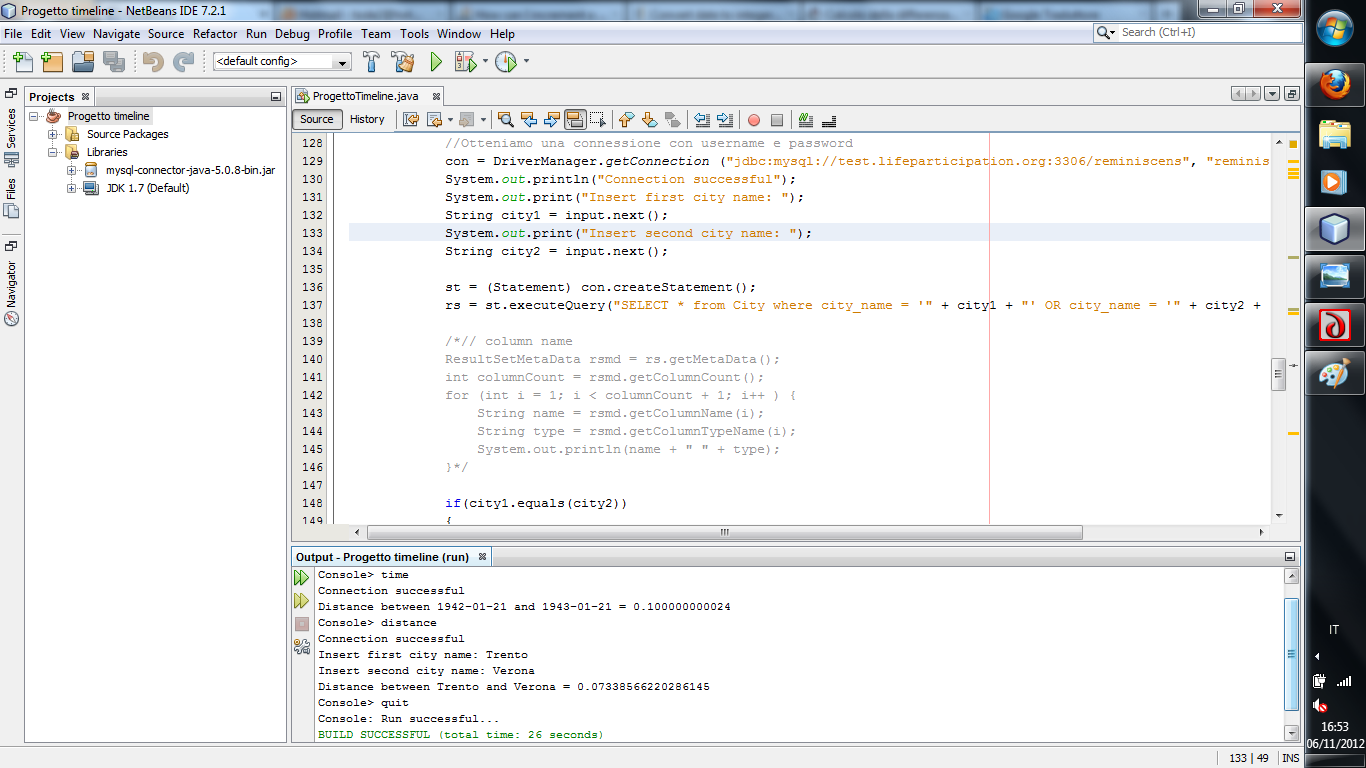 Progetto timeline - NetBeans IDE 7.2.1
File Edit View Navigate Source Refactor Run Debug Profile Team Tools Window Help
Search (Ctrl+I)
<default config>
Projects
Progetto timeline
Source Packages
Libraries
mysql-connector-java-5.0.8-bin.jar
JDK 1.7 (Default)
Services
Files
Navigator
ProgettoTimeline.java
Source History
128 //Otteniamo una connessione con username e password
129 con = DriverManager.getConnection ("jdbc:mysql://test.lifeparticipation.org:3306/reminiscens", "reminis
130 System.out.println("Connection successful");
131 System.out.print("Insert first city name: ");
132 String city1 = input.next();
133 System.out.print("Insert second city name: ");
134 String city2 = input.next();
135
136 st = (Statement) con.createStatement();
137 rs = st.executeQuery("SELECT * from City where city_name = '" + city1 + "' OR city_name = '" + city2 +
138
139 /*// column name
140 ResultSetMetaData rsmd = rs.getMetaData();
141 int columnCount = rsmd.getColumnCount();
142 for (int i = 1; i < columnCount + 1; i++ ) {
143 String name = rsmd.getColumnName(i);
144 String type = rsmd.getColumnTypeName(i);
145 System.out.println(name + " " + type);
146 }*/
147
148 if(city1.equals(city2))
149 {
Output - Progetto timeline (run)
Console> time
Connection successful
Distance between 1942-01-21 and 1943-01-21 = 0.100000000024
Console> distance
Connection successful
Insert first city name: Trento
Insert second city name: Verona
Distance between Trento and Verona = 0.07338566220286145
Console> quit
Console: Run successful...
BUILD SUCCESSFUL (total time: 26 seconds)
133 | 49 INS
IT
16:53
06/11/2012